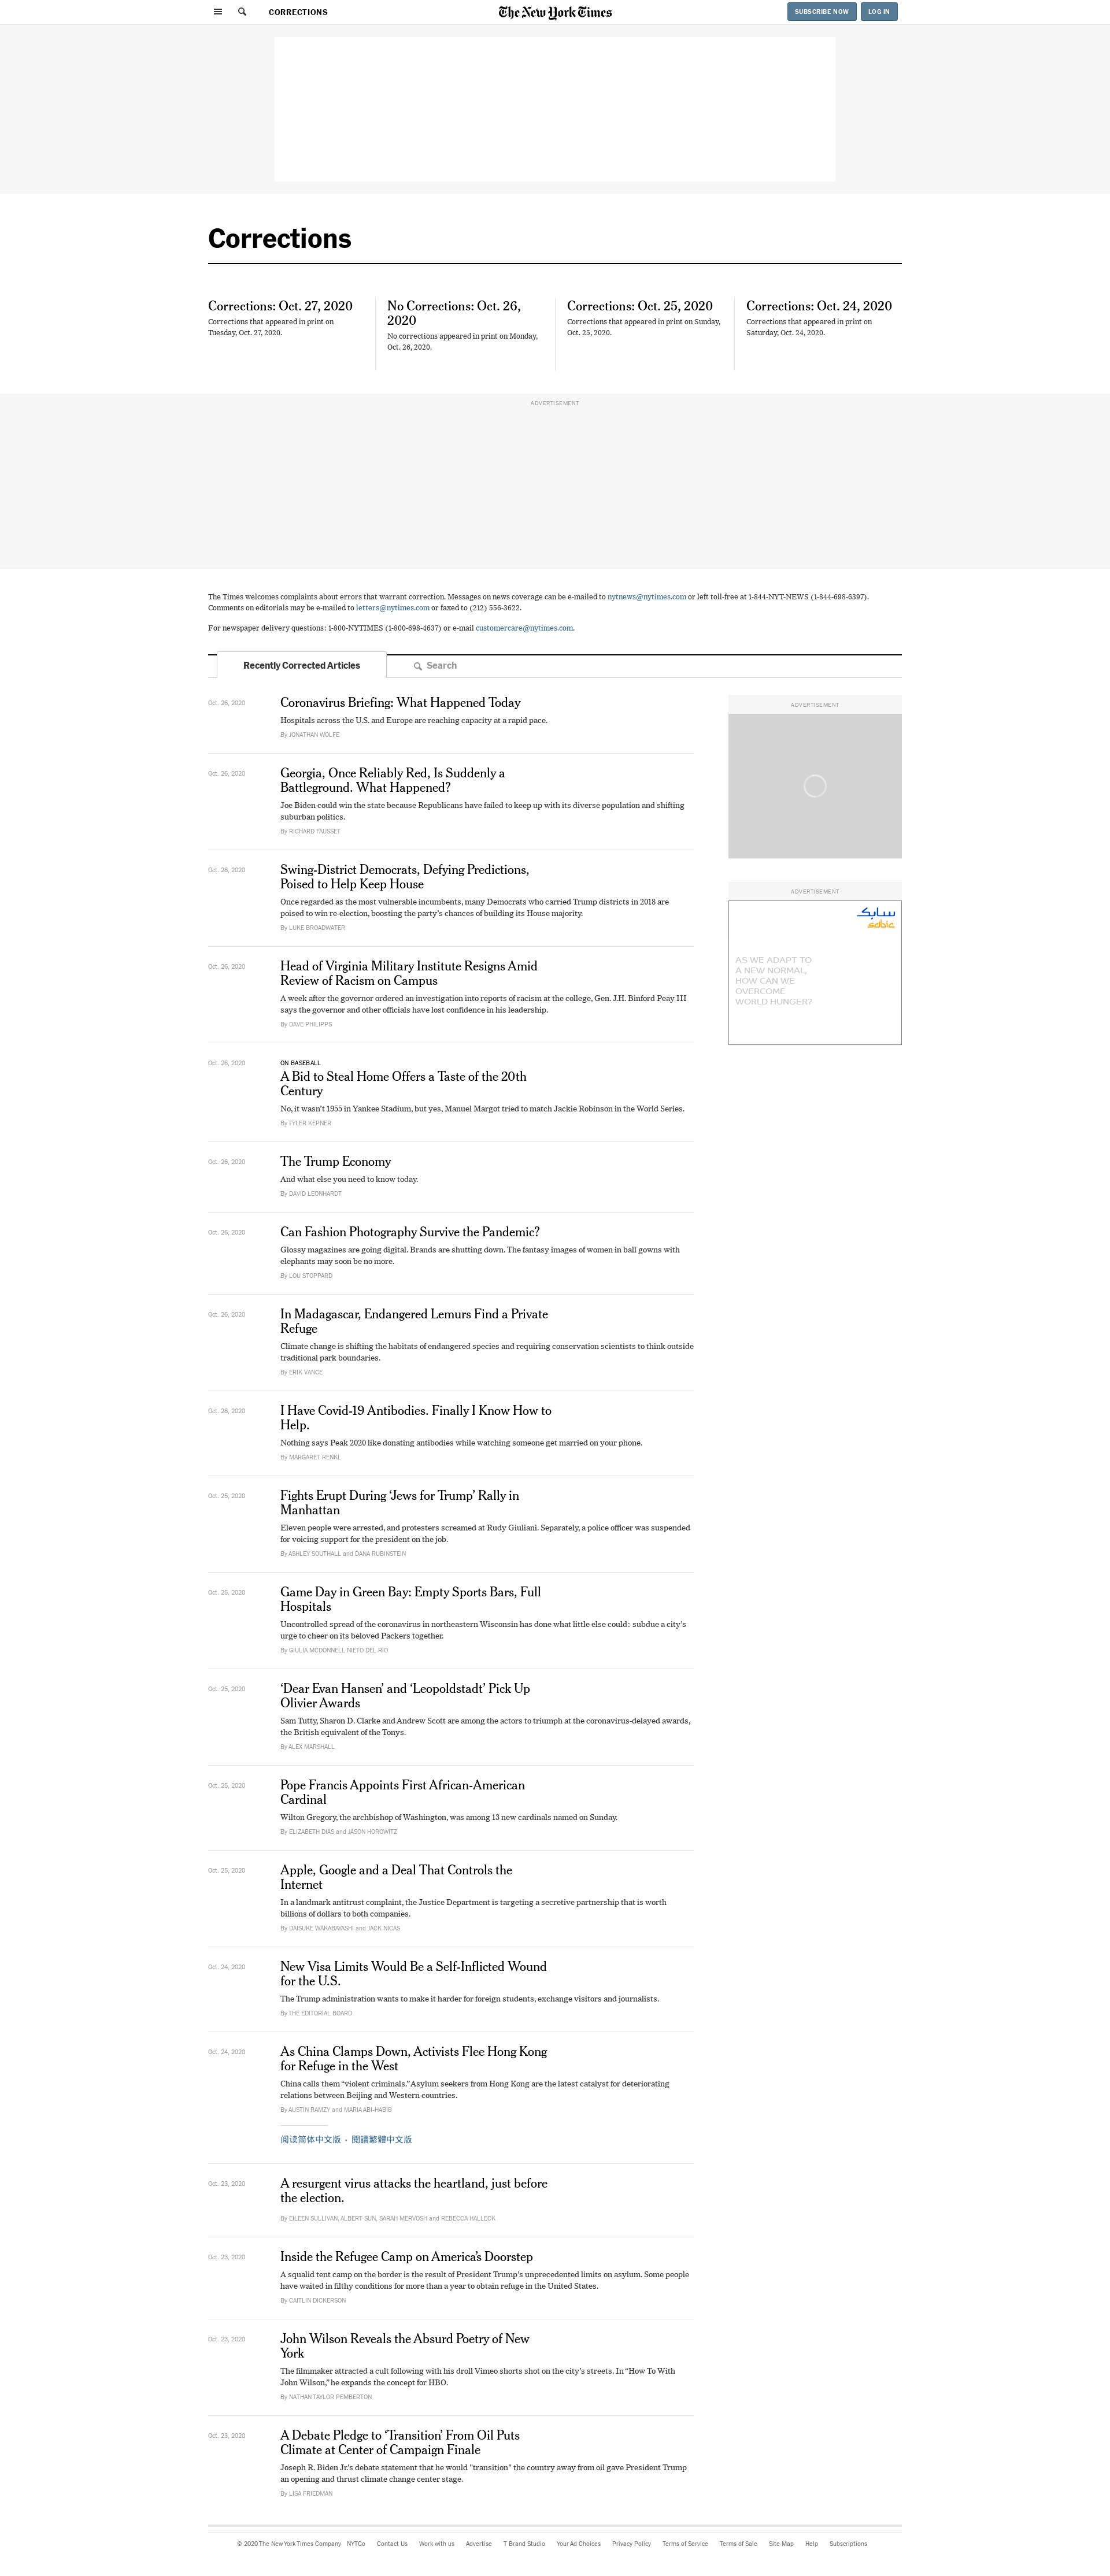 CORRECTIONS
The New York Times
SUBSCRIBE NOW
LOG IN
Corrections
Corrections: Oct. 27, 2020
Corrections that appeared in print on
Tuesday, Oct. 27, 2020.
No Corrections: Oct. 26,
2020
No corrections appeared in print on Monday,
Oct. 26, 2020.
Corrections: Oct. 25, 2020
Corrections that appeared in print on Sunday,
Oct. 25, 2020.
Corrections: Oct. 24, 2020
Corrections that appeared in print on
Saturday, Oct. 24, 2020.
ADVERTISEMENT
The Times welcomes complaints about errors that warrant correction. Messages on news coverage can be e-mailed to nytnews@nytimes.com or left toll-free at 1-844-NYT-NEWS (1-844-698-6397).
Comments on editorials may be e-mailed to letters@nytimes.com or faxed to (212) 556-3622.
For newspaper delivery questions: 1-800-NYTIMES (1-800-698-4637) or e-mail customercare@nytimes.com.
Recently Corrected Articles
Search
Oct. 26, 2020
Coronavirus Briefing: What Happened Today
Hospitals across the U.S. and Europe are reaching capacity at a rapid pace.
By JONATHAN WOLFE
Oct. 26, 2020
Georgia, Once Reliably Red, Is Suddenly a
Battleground. What Happened?
Joe Biden could win the state because Republicans have failed to keep up with its diverse population and shifting
suburban politics.
By RICHARD FAUSSET
Oct. 26, 2020
Swing-District Democrats, Defying Predictions,
Poised to Help Keep House
Once regarded as the most vulnerable incumbents, many Democrats who carried Trump districts in 2018 are
poised to win re-election, boosting the party's chances of building its House majority.
By LUKE BROADWATER
Oct. 26, 2020
Head of Virginia Military Institute Resigns Amid
Review of Racism on Campus
A week after the governor ordered an investigation into reports of racism at the college, Gen. J.H. Binford Peay III
says the governor and other officials have lost confidence in his leadership.
By DAVE PHILIPPS
Oct. 26, 2020
ON BASEBALL
A Bid to Steal Home Offers a Taste of the 20th
Century
No, it wasn't 1955 in Yankee Stadium, but yes, Manuel Margot tried to match Jackie Robinson in the World Series.
By TYLER KEPNER
Oct. 26, 2020
The Trump Economy
And what else you need to know today.
By DAVID LEONHARDT
Oct. 26, 2020
Can Fashion Photography Survive the Pandemic?
Glossy magazines are going digital. Brands are shutting down. The fantasy images of women in ball gowns with
elephants may soon be no more.
By LOU STOPPARD
Oct. 26, 2020
In Madagascar, Endangered Lemurs Find a Private
Refuge
Climate change is shifting the habitats of endangered species and requiring conservation scientists to think outside
traditional park boundaries.
By ERIK VANCE
Oct. 26, 2020
I Have Covid-19 Antibodies. Finally I Know How to
Help.
Nothing says Peak 2020 like donating antibodies while watching someone get married on your phone.
By MARGARET RENKL
Oct. 25, 2020
Fights Erupt During ‘Jews for Trump’ Rally in
Manhattan
Eleven people were arrested, and protesters screamed at Rudy Giuliani. Separately, a police officer was suspended
for voicing support for the president on the job.
By ASHLEY SOUTHALL and DANA RUBINSTEIN
Oct. 25, 2020
Game Day in Green Bay: Empty Sports Bars, Full
Hospitals
Uncontrolled spread of the coronavirus in northeastern Wisconsin has done what little else could: subdue a city's
urge to cheer on its beloved Packers together.
By GIULIA MCDONNELL NIETO DEL RIO
Oct. 25, 2020
‘Dear Evan Hansen’ and ‘Leopoldstadt’ Pick Up
Olivier Awards
Sam Tutty, Sharon D. Clarke and Andrew Scott are among the actors to triumph at the coronavirus-delayed awards,
the British equivalent of the Tonys.
By ALEX MARSHALL
Oct. 25, 2020
Pope Francis Appoints First African-American
Cardinal
Wilton Gregory, the archbishop of Washington, was among 13 new cardinals named on Sunday.
By ELIZABETH DIAS and JASON HOROWITZ
Oct. 25, 2020
Apple, Google and a Deal That Controls the
Internet
In a landmark antitrust complaint, the Justice Department is targeting a secretive partnership that is worth
billions of dollars to both companies.
By DAISUKE WAKABAYASHI and JACK NICAS
Oct. 24, 2020
New Visa Limits Would Be a Self-Inflicted Wound
for the U.S.
The Trump administration wants to make it harder for foreign students, exchange visitors and journalists.
By THE EDITORIAL BOARD
Oct. 24, 2020
As China Clamps Down, Activists Flee Hong Kong
for Refuge in the West
China calls them “violent criminals.” Asylum seekers from Hong Kong are the latest catalyst for deteriorating
relations between Beijing and Western countries.
By AUSTIN RAMZY and MARIA ABI-HABIB
阅读简体中文版 • 閱讀繁體中文版
Oct. 23, 2020
A resurgent virus attacks the heartland, just before
the election.
By EILEEN SULLIVAN, ALBERT SUN, SARAH MERVOSH and REBECCA HALLECK
Oct. 23, 2020
Inside the Refugee Camp on America's Doorstep
A squalid tent camp on the border is the result of President Trump's unprecedented limits on asylum. Some people
have waited in filthy conditions for more than a year to obtain refuge in the United States.
By CAITLIN DICKERSON
Oct. 23, 2020
John Wilson Reveals the Absurd Poetry of New
York
The filmmaker attracted a cult following with his droll Vimeo shorts shot on the city's streets. In “How To With
John Wilson,” he expands the concept for HBO.
By NATHAN TAYLOR PEMBERTON
Oct. 23, 2020
A Debate Pledge to ‘Transition’ From Oil Puts
Climate at Center of Campaign Finale
Joseph R. Biden Jr.'s debate statement that he would "transition" the country away from oil gave President Trump
an opening and thrust climate change center stage.
By LISA FRIEDMAN
ADVERTISEMENT
ADVERTISEMENT
سابك
sabic
AS WE ADAPT TO
A NEW NORMAL,
HOW CAN WE
OVERCOME
WORLD HUNGER?
© 2020 The New York Times Company NYTCo Contact Us Work with us Advertise T Brand Studio Your Ad Choices Privacy Policy Terms of Service Terms of Sale Site Map Help Subscriptions